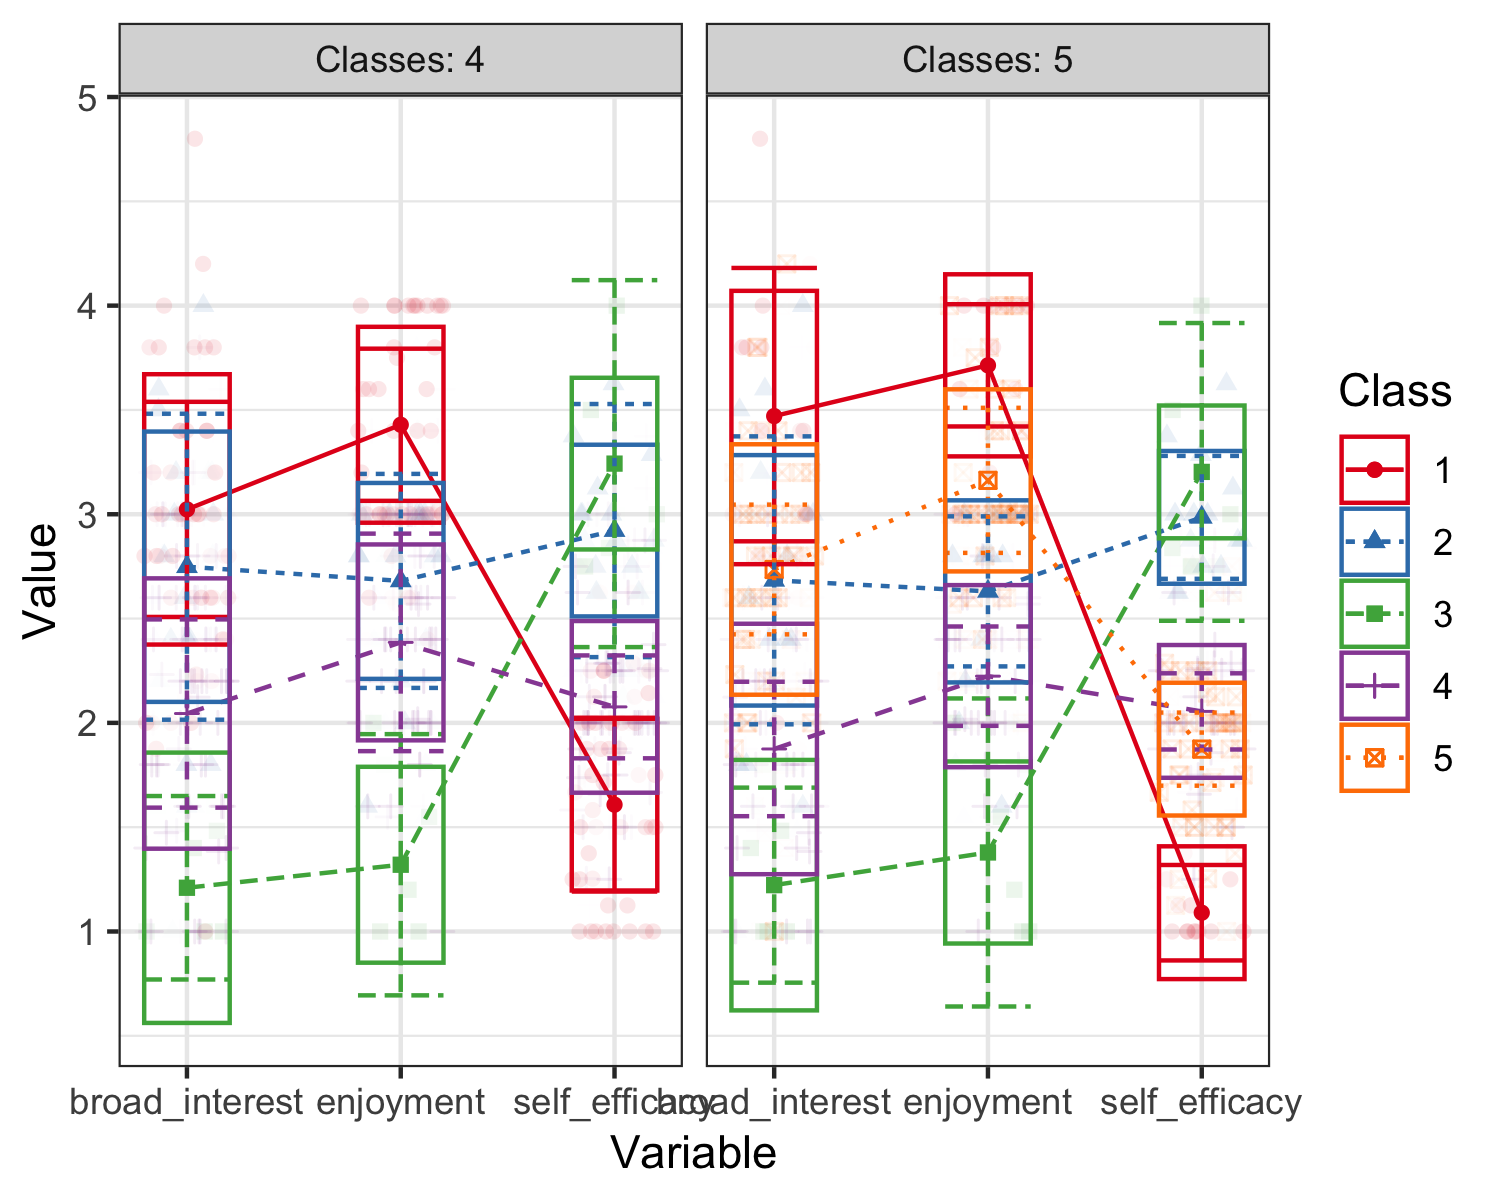 Classes: 4
Classes: 5
Value
5
4
3
2
1
broad_interest enjoyment self_efficacy
broad_interest enjoyment self_efficacy
Variable
Class
1
2
3
4
5